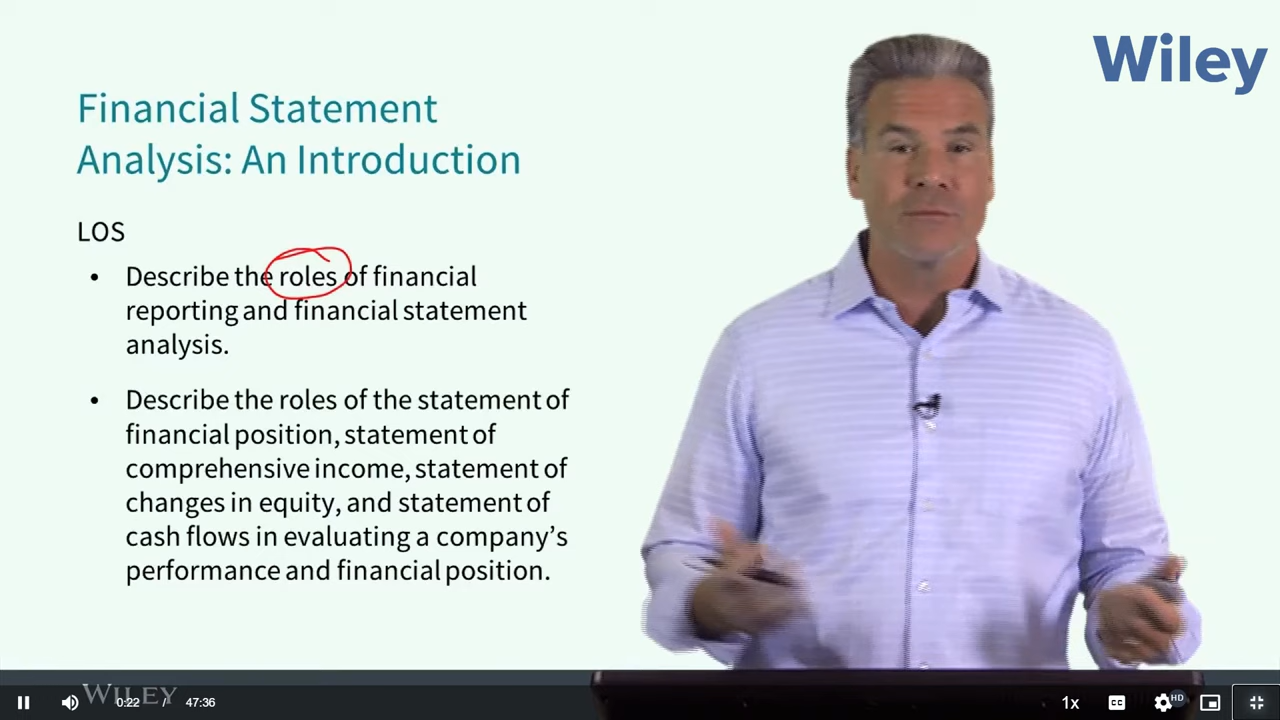 Wiley
Financial Statement
Analysis: An Introduction
LOS
• Describe the roles of financial
reporting and financial statement
analysis.
• Describe the roles of the statement of
financial position, statement of
comprehensive income, statement of
changes in equity, and statement of
cash flows in evaluating a company’s
performance and financial position.
WILEY
0:22 / 47:36 1x CC HD